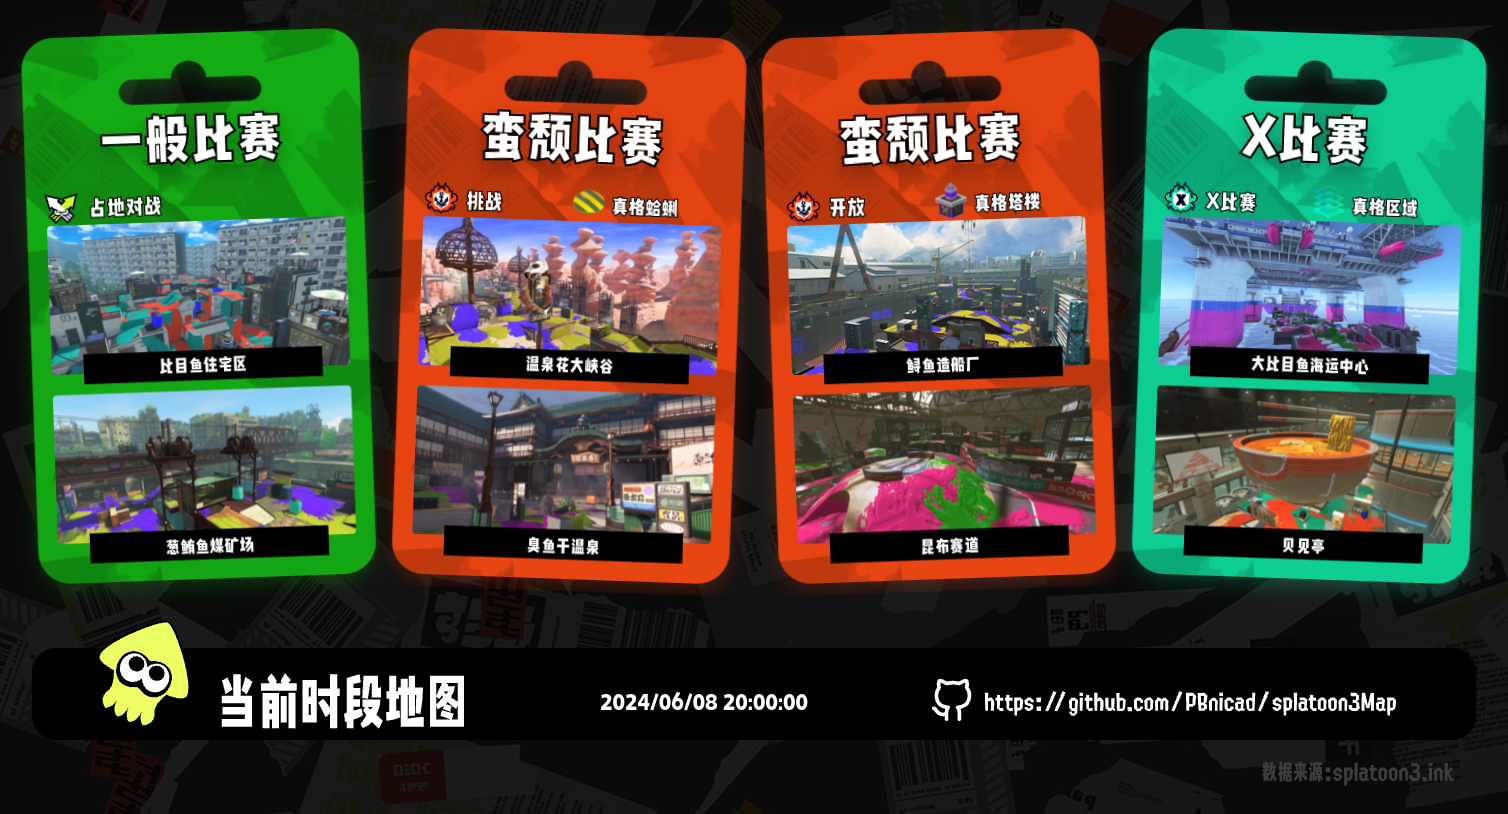 一般比赛
占地对战
比目鱼住宅区
葱鲔鱼煤矿场
蛮颓比赛
挑战
真格蛤蜊
温泉花大峡谷
臭鱼干温泉
蛮颓比赛
开放
真格塔楼
鲟鱼造船厂
昆布赛道
X比赛
X比赛
真格区域
大比目鱼海运中心
贝见亭
当前时段地图
2024/06/08 20:00:00
https://github.com/PBnicad/splatoon3Map
数据来源:splatoon3.ink